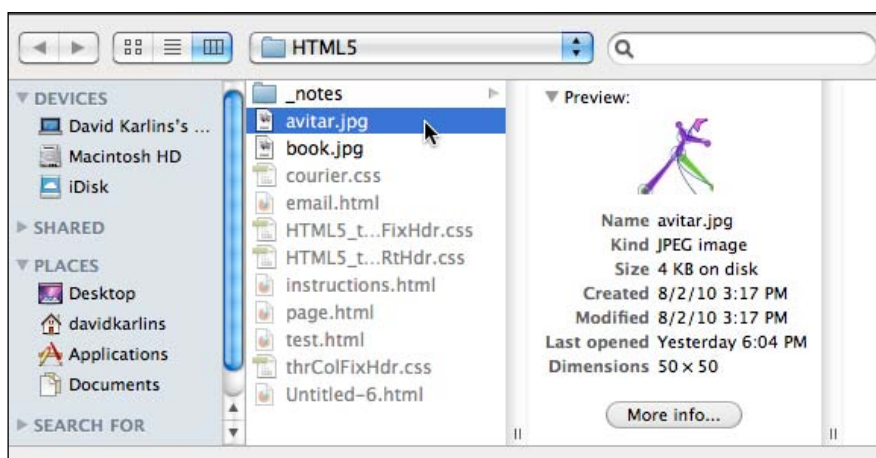 HTML5
DEVICES
David Karlins's ...
Macintosh HD
iDisk
SHARED
PLACES
Desktop
davidkarlins
Applications
Documents
SEARCH FOR
_notes
avitar.jpg
book.jpg
courier.css
email.html
HTML5_t...FixHdr.css
HTML5_t...RtHdr.css
instructions.html
page.html
test.html
thrColFixHdr.css
Untitled-6.html
Preview:
Name avitar.jpg
Kind JPEG image
Size 4 KB on disk
Created 8/2/10 3:17 PM
Modified 8/2/10 3:17 PM
Last opened Yesterday 6:04 PM
Dimensions 50 × 50
More info...